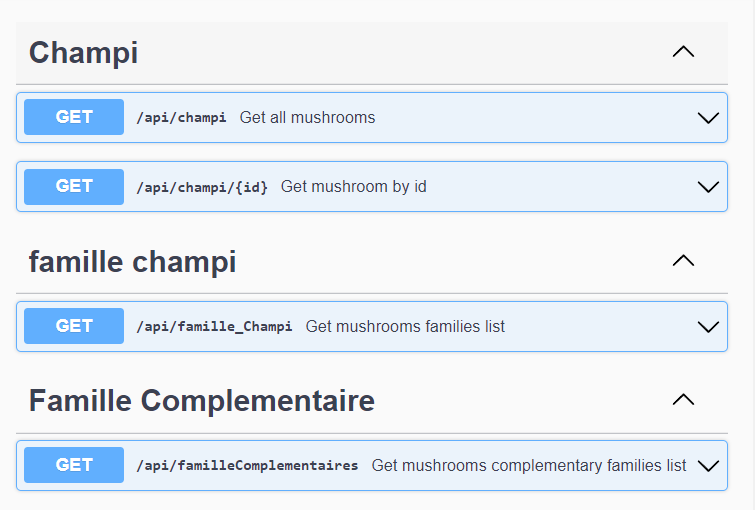 Champi
GET /api/champi Get all mushrooms
GET /api/champi/{id} Get mushroom by id
famille champi
GET /api/famille_Champi Get mushrooms families list
Famille Complementaire
GET /api/familleComplementaires Get mushrooms complementary families list